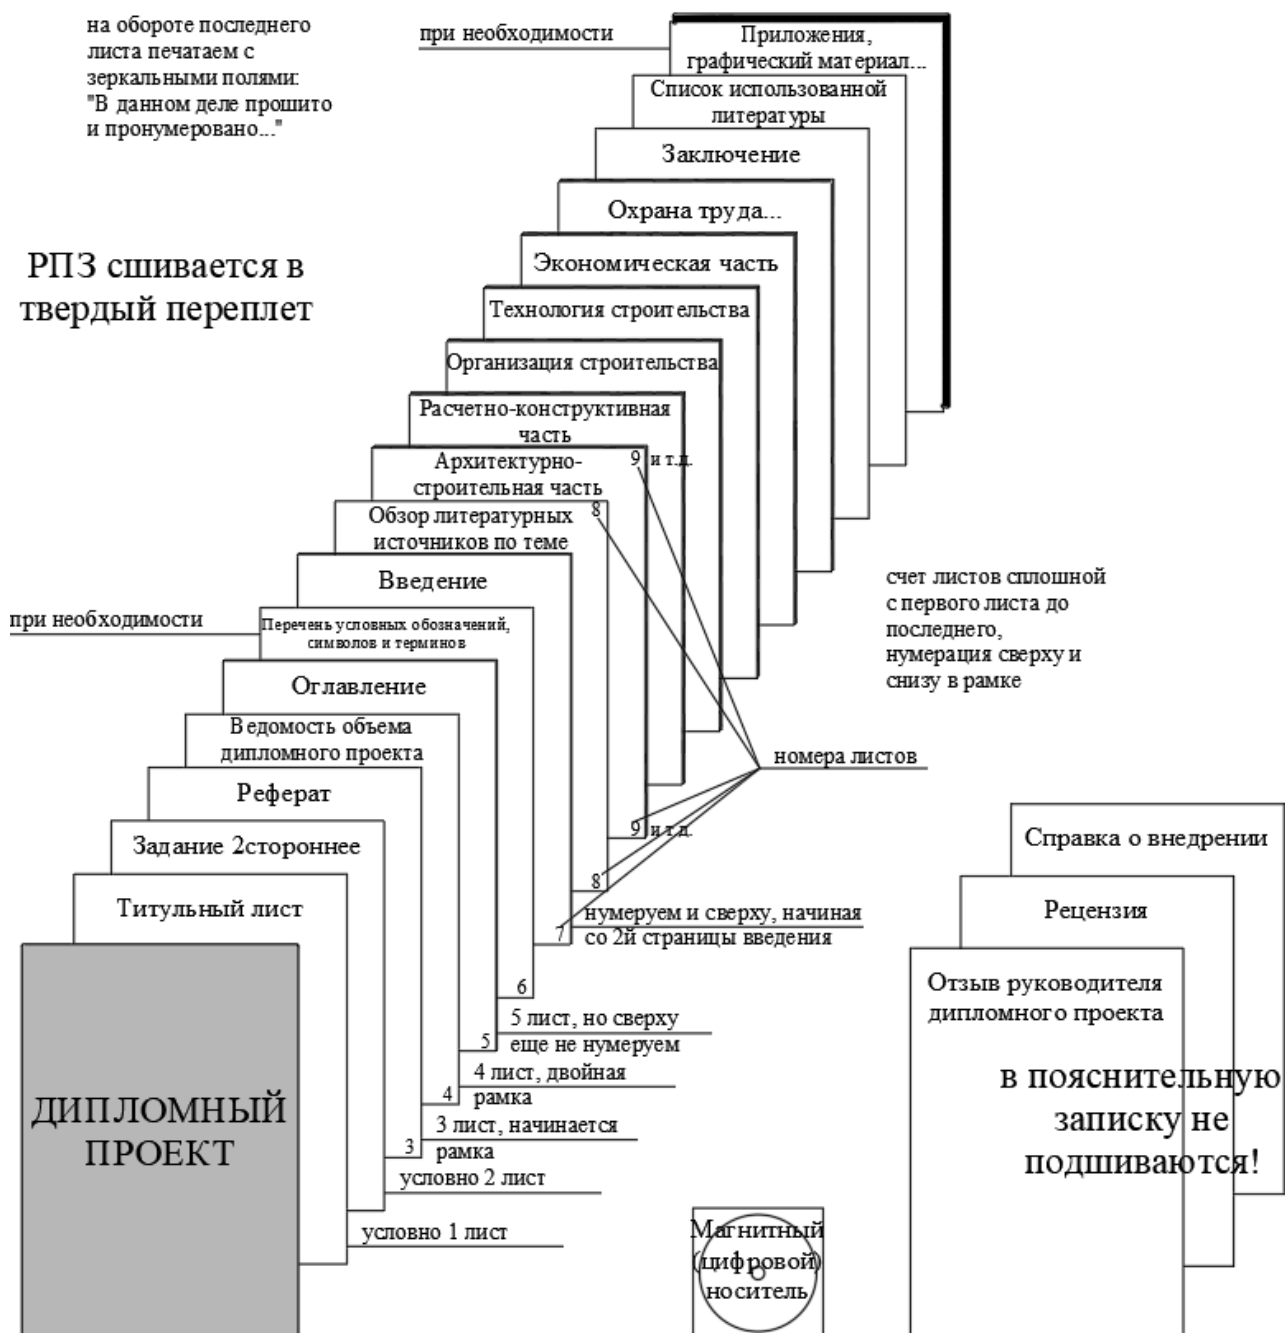 на обороте последнего
листа печатаем с
зеркальными полями:
"В данном деле прошито
и пронумеровано..."
при необходимости
Приложения,
графический материал...
Список использованной
литературы
Заключение
Охрана труда...
РПЗ сшивается в
твердый переплет
Экономическая часть
Технология строительства
Организация строительства
Расчетно-конструктивная
часть
9 и т.д.
Архитектурно-
строительная часть
8
Обзор литературных
источников по теме
Введение
при необходимости
Перечень условных обозначений,
символов и терминов
счет листов сплошной
с первого листа до
последнего,
нумерация сверху и
снизу в рамке
Оглавление
Ведомость объема
дипломного проекта
номера листов
Реферат
9 и т.д.
Задание 2стороннее
8
Титульный лист
7
нумеруем и сверху, начиная
со 2й страницы введения
6
5 лист, но сверху
еще не нумеруем
5
4 лист, двойная
рамка
4
3 лист, начинается
рамка
3
условно 2 лист
условно 1 лист
ДИПЛОМНЫЙ
ПРОЕКТ
Справка о внедрении
Рецензия
Отзыв руководителя
дипломного проекта
в пояснительную
записку не
подшиваются!
Магнитный
(цифровой)
носитель